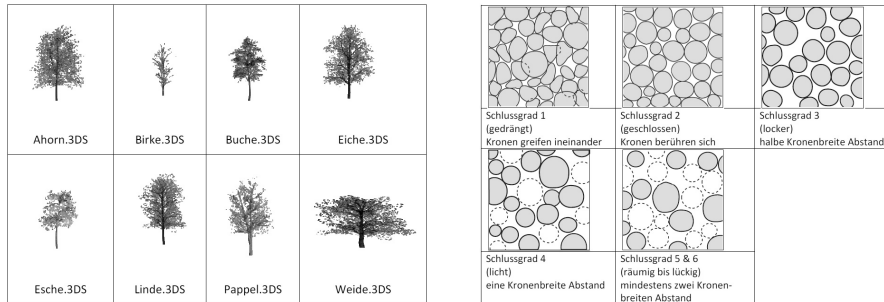 Ahorn.3DS
Birke.3DS
Buche.3DS
Eiche.3DS
Esche.3DS
Linde.3DS
Pappel.3DS
Weide.3DS
Schlussgrad 1
(gedrängt)
Kronen greifen ineinander
Schlussgrad 2
(geschlossen)
Kronen berühren sich
Schlussgrad 3
(locker)
halbe Kronenbreite Abstand
Schlussgrad 4
(licht)
eine Kronenbreite Abstand
Schlussgrad 5 & 6
(räumig bis lückig)
mindestens zwei Kronen-
breiten Abstand